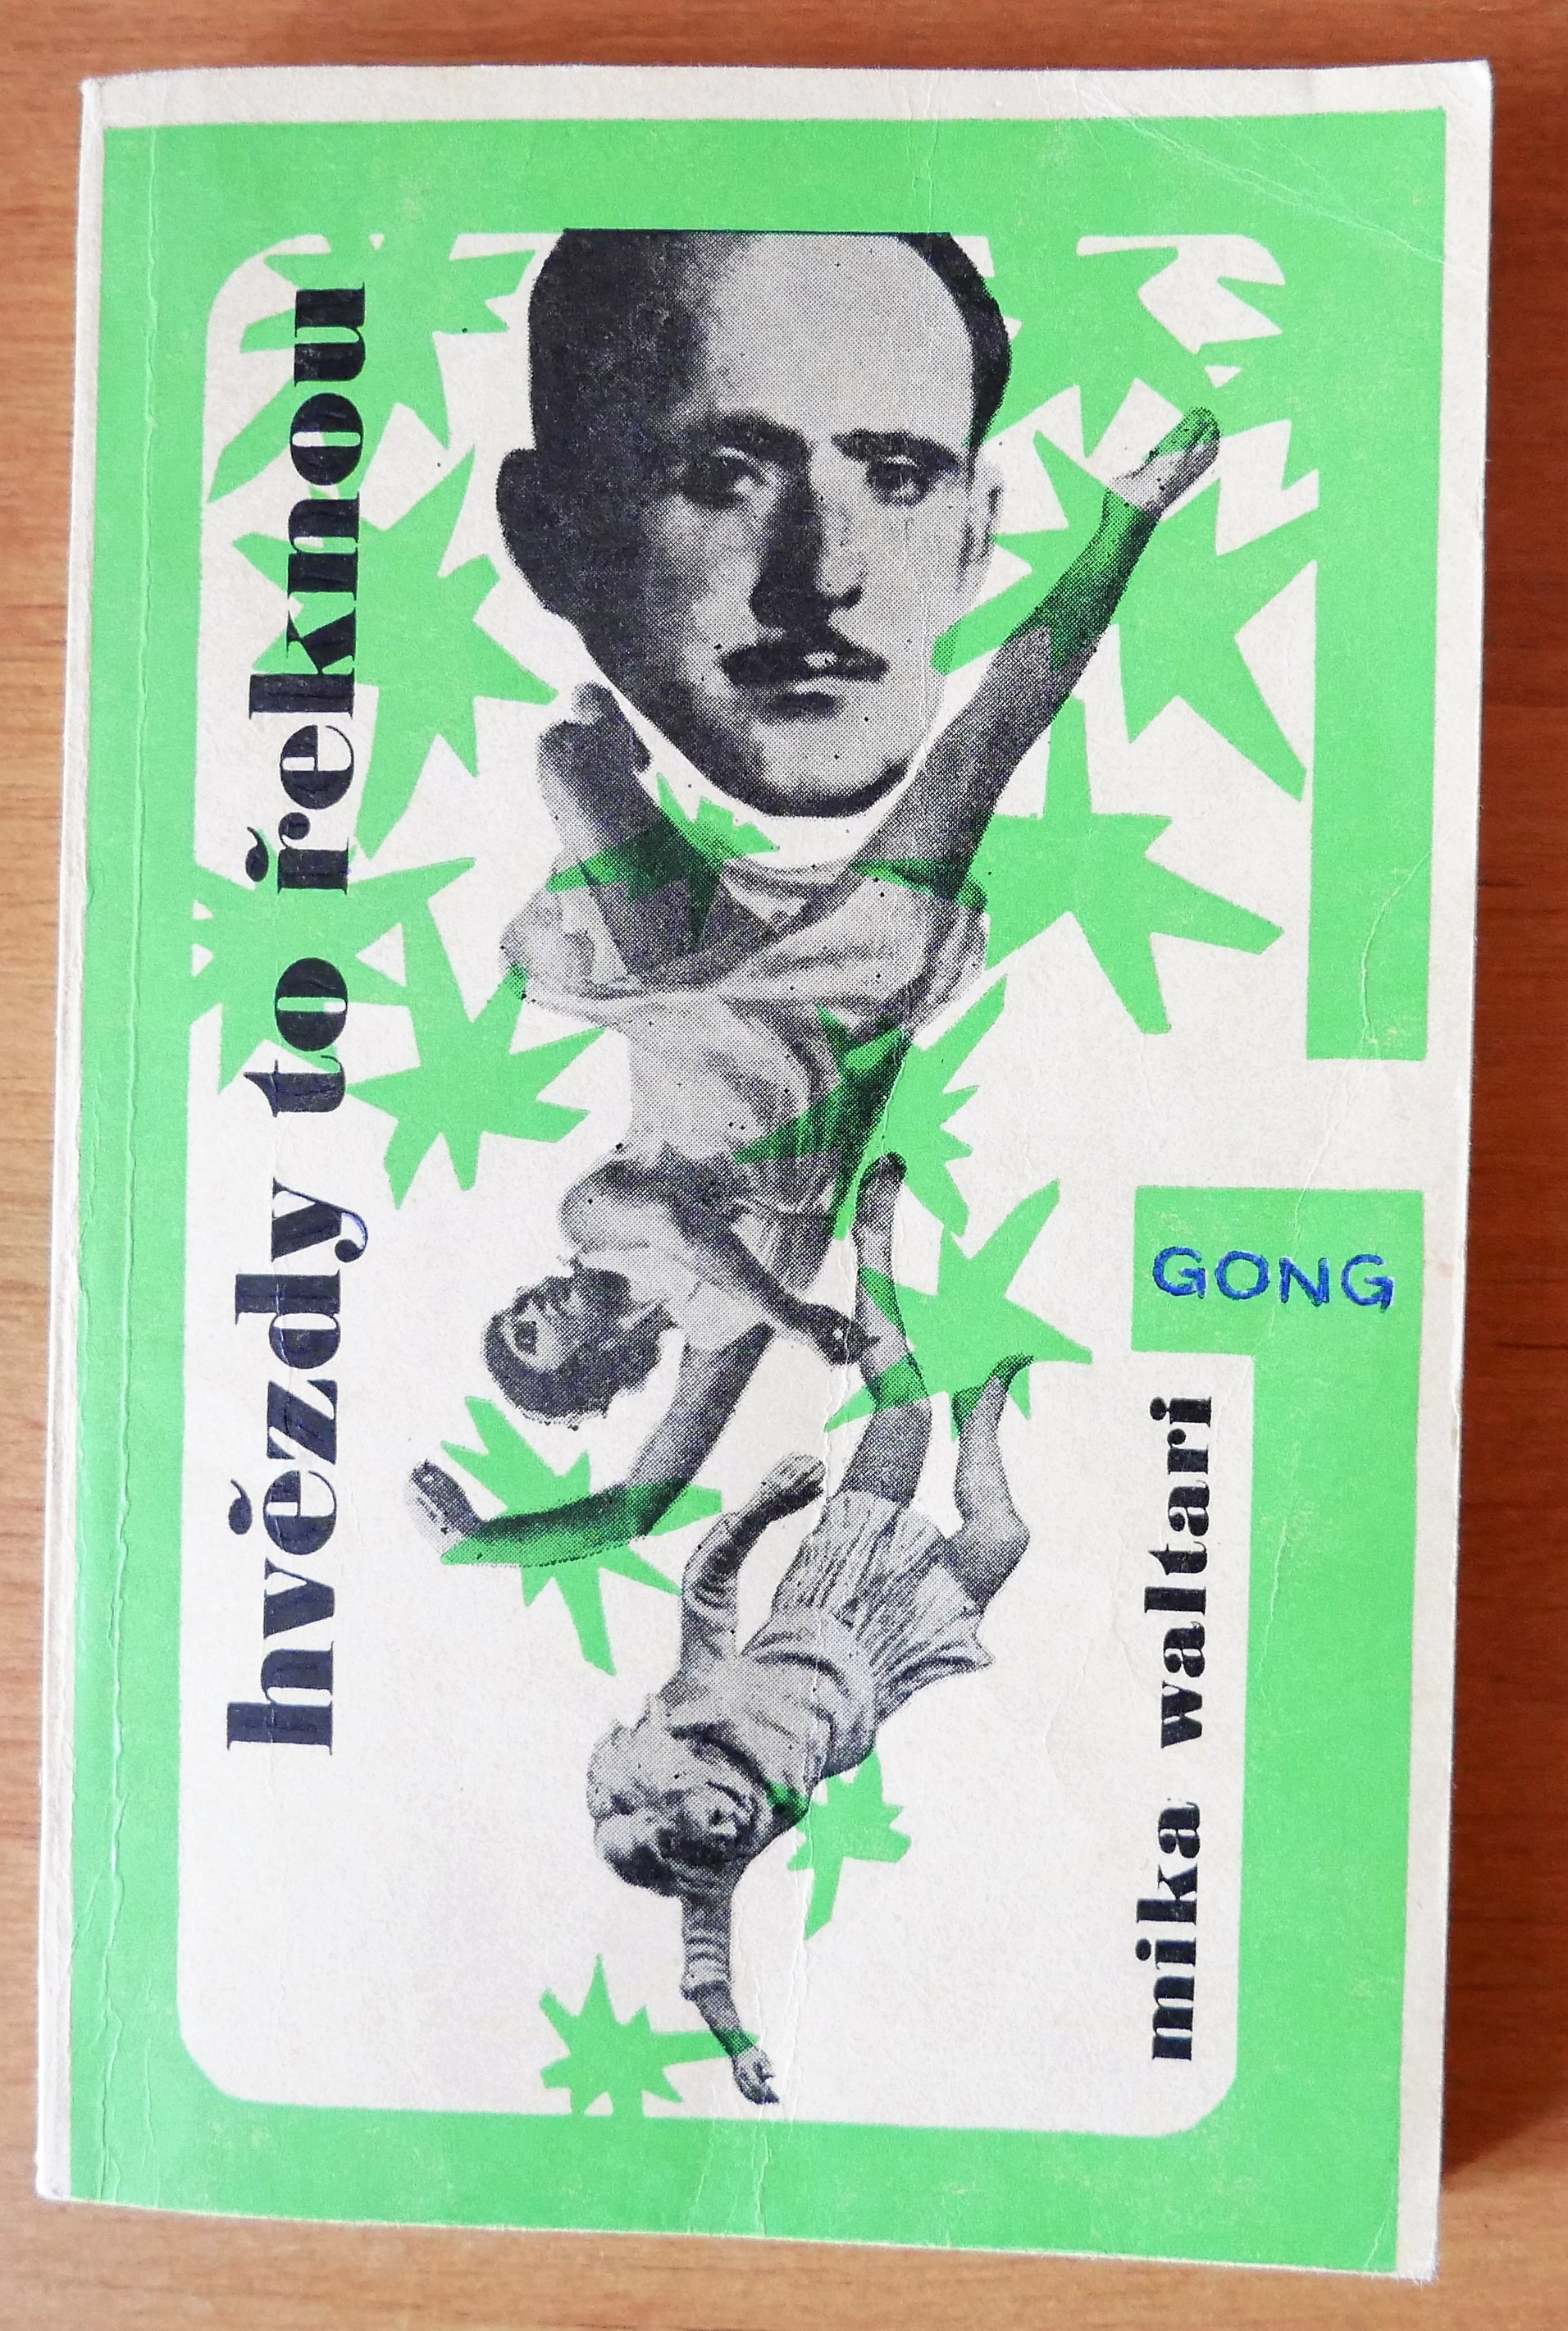 hvězdy to řeknou
GONG
mika waltari